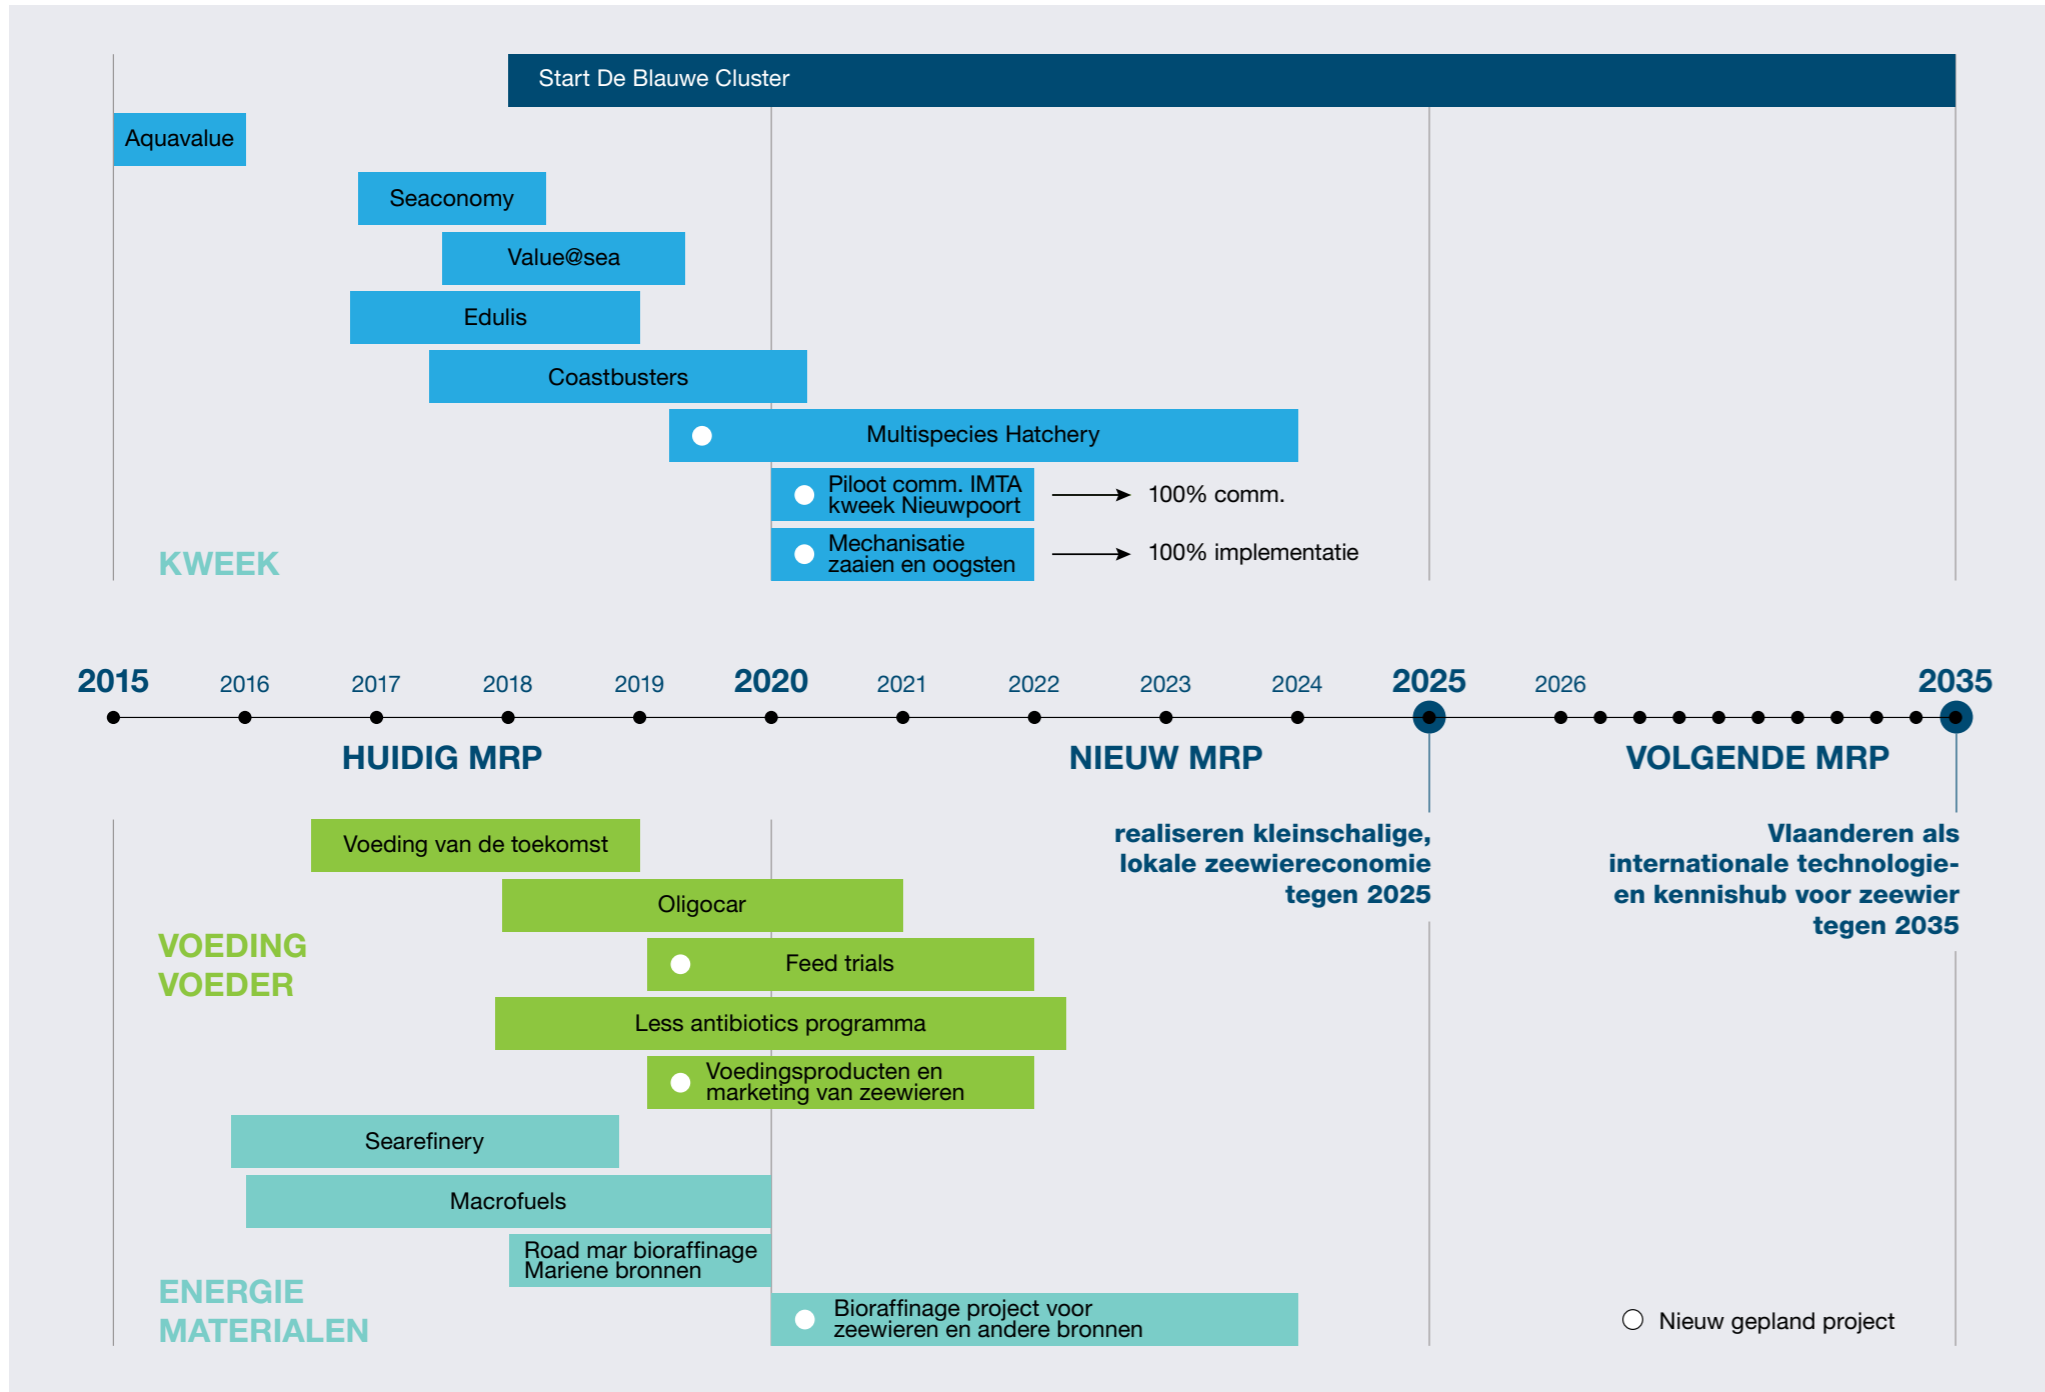 Start De Blauwe Cluster
Aquavalue
Seaconomy
Value@sea
Edulis
Coastbusters
Multispecies Hatchery
Piloot comm. IMTA
kweek Nieuwpoort
100% comm.
Mechanisatie
zaaien en oogsten
100% implementatie
KWEEK
2015
2016
2017
2018
2019
2020
2021
2022
2023
2024
2025
2026
2035
HUIDIG MRP
NIEUW MRP
VOLGENDE MRP
realiseren kleinschalige,
lokale zeewiereconomie
tegen 2025
Vlaanderen als
internationale technologie-
en kennishub voor zeewier
tegen 2035
Voeding van de toekomst
Oligocar
VOEDING
VOEDER
Feed trials
Less antibiotics programma
Voedingsproducten en
marketing van zeewieren
Searefinery
Macrofuels
Road mar bioraffinage
Mariene bronnen
ENERGIE
MATERIALEN
Bioraffinage project voor
zeewieren en andere bronnen
Nieuw gepland project